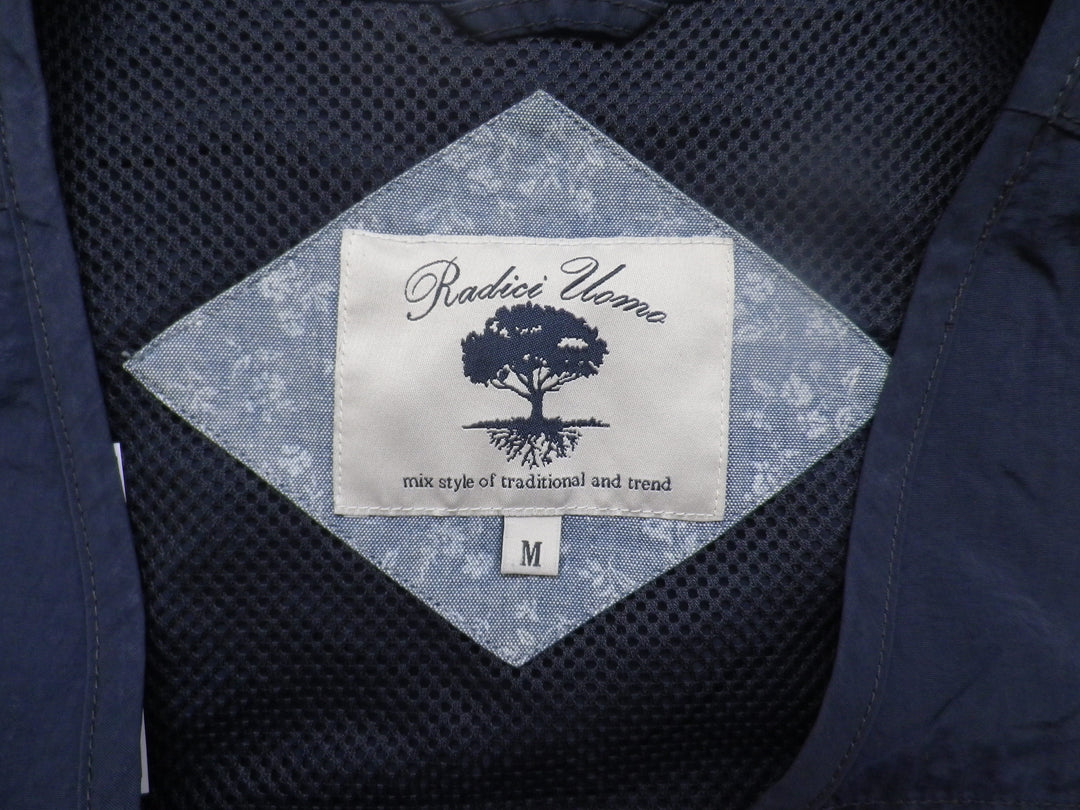 Radici Uomo
mix style of traditional and trend
M